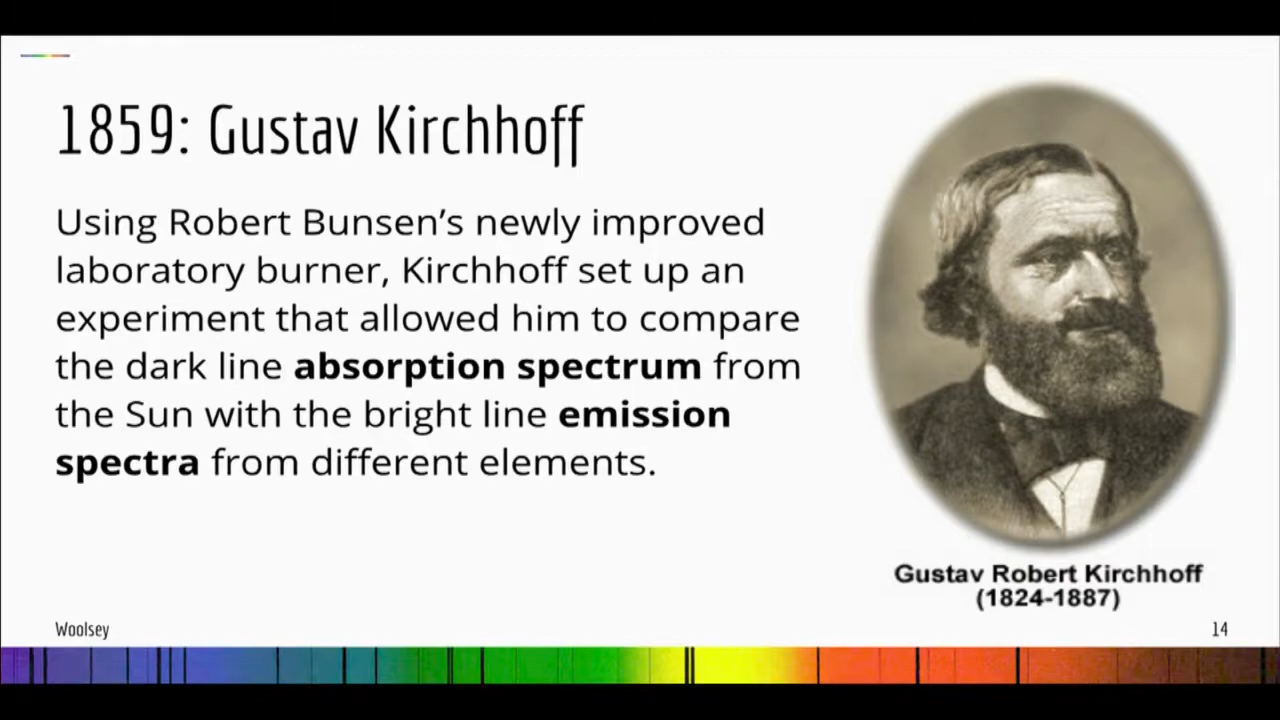 1859: Gustav Kirchhoff
Using Robert Bunsen’s newly improved
laboratory burner, Kirchhoff set up an
experiment that allowed him to compare
the dark line absorption spectrum from
the Sun with the bright line emission
spectra from different elements.
Gustav Robert Kirchhoff
(1824-1887)
Woolsey
14